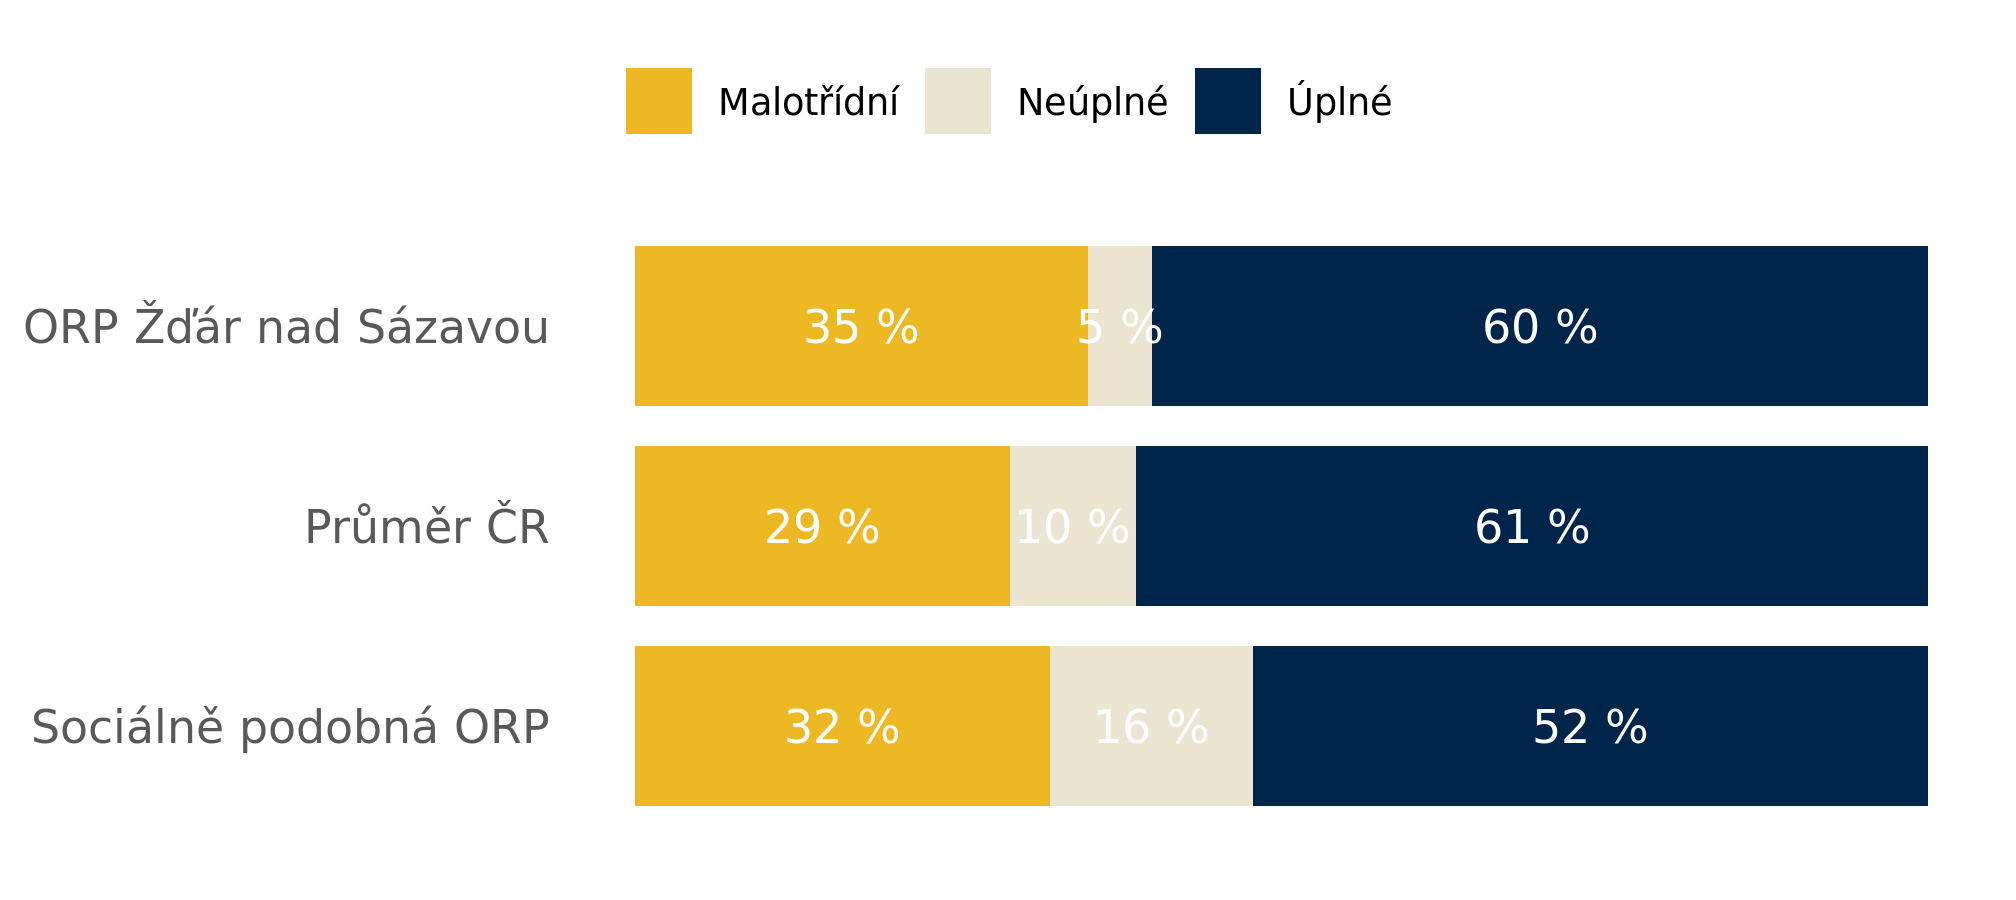 Malotřídní Neúplné Úplné
ORP Žďár nad Sázavou 35 % 5 % 60 %
Průměr ČR 29 % 10 % 61 %
Sociálně podobná ORP 32 % 16 % 52 %